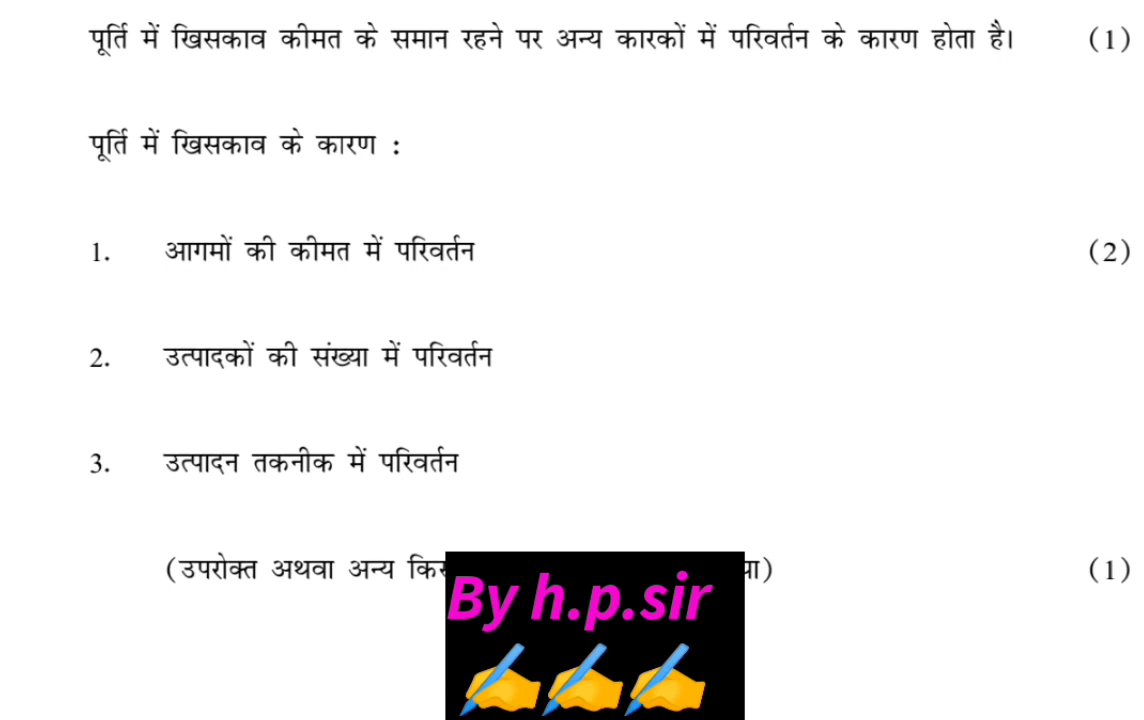 पूर्ति में खिसकाव कीमत के समान रहने पर अन्य कारकों में परिवर्तन के कारण होता है। (1)
पूर्ति में खिसकाव के कारण :
1. आगमों की कीमत में परिवर्तन (2)
2. उत्पादकों की संख्या में परिवर्तन
3. उत्पादन तकनीक में परिवर्तन
(उपरोक्त अथवा अन्य (1)
By h.p.sir